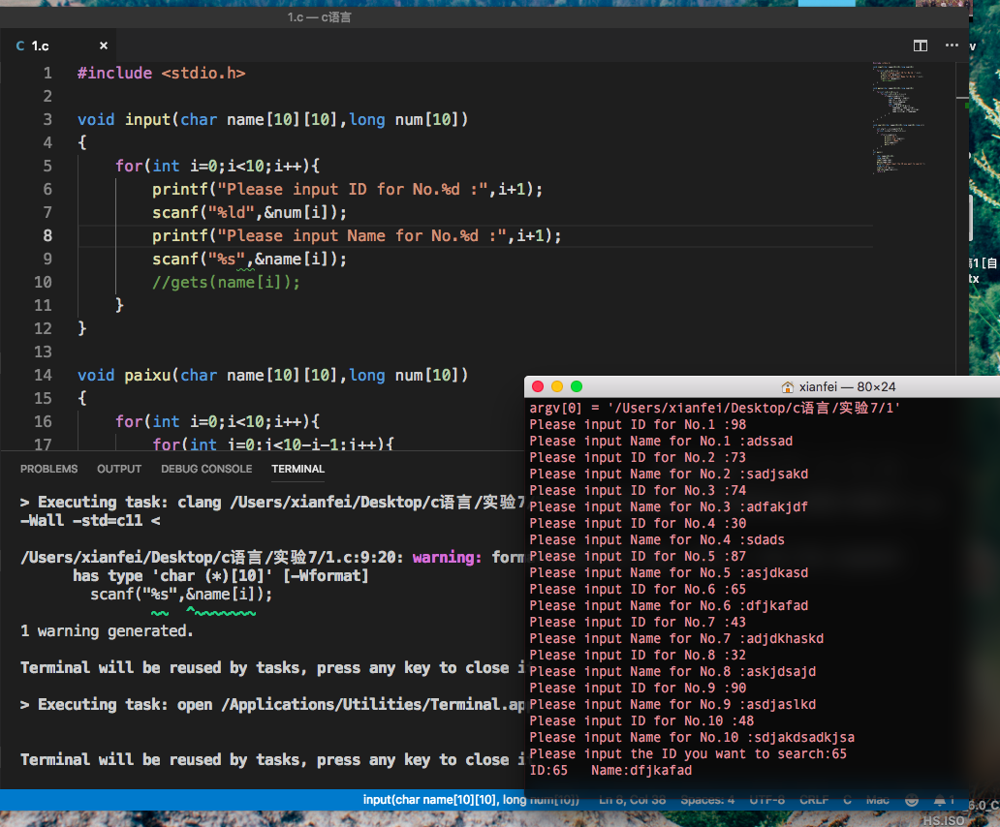 1.c — c语言
C 1.c ×
1 #include <stdio.h>
2
3 void input(char name[10][10],long num[10])
4 {
5 for(int i=0;i<10;i++){
6 printf("Please input ID for No.%d :",i+1);
7 scanf("%ld",&num[i]);
8 printf("Please input Name for No.%d :",i+1);
9 scanf("%s",&name[i]);
10 //gets(name[i]);
11 }
12 }
13
14 void paixu(char name[10][10],long num[10])
15 {
16 for(int i=0;i<10;i++){
17 for(int j=0;j<10-i-1;j++){
PROBLEMS OUTPUT DEBUG CONSOLE TERMINAL
> Executing task: clang /Users/xianfei/Desktop/c语言/实验7
-Wall -std=c11 <
/Users/xianfei/Desktop/c语言/实验7/1.c:9:20: warning: form
has type 'char (*)[10]' [-Wformat]
scanf("%s",&name[i]);
1 warning generated.
Terminal will be reused by tasks, press any key to close i
> Executing task: open /Applications/Utilities/Terminal.ap
Terminal will be reused by tasks, press any key to close i
xianfei — 80×24
argv[0] = '/Users/xianfei/Desktop/c语言/实验7/1'
Please input ID for No.1 :98
Please input Name for No.1 :adssad
Please input ID for No.2 :73
Please input Name for No.2 :sadjsakd
Please input ID for No.3 :74
Please input Name for No.3 :adfakjdf
Please input ID for No.4 :30
Please input Name for No.4 :sdads
Please input ID for No.5 :87
Please input Name for No.5 :asjdkasd
Please input ID for No.6 :65
Please input Name for No.6 :dfjkafad
Please input ID for No.7 :43
Please input Name for No.7 :adjdkhaskd
Please input ID for No.8 :32
Please input Name for No.8 :askjdsajd
Please input ID for No.9 :90
Please input Name for No.9 :asdjaslkd
Please input ID for No.10 :48
Please input Name for No.10 :sdjakdsadkjsa
Please input the ID you want to search:65
ID:65 Name:dfjkafad
input(char name[10][10], long num[10]) Ln 8, Col 38 Spaces: 4 UTF-8 CRLF C Mac 1
[自
tx
6.0_C
HS.ISO